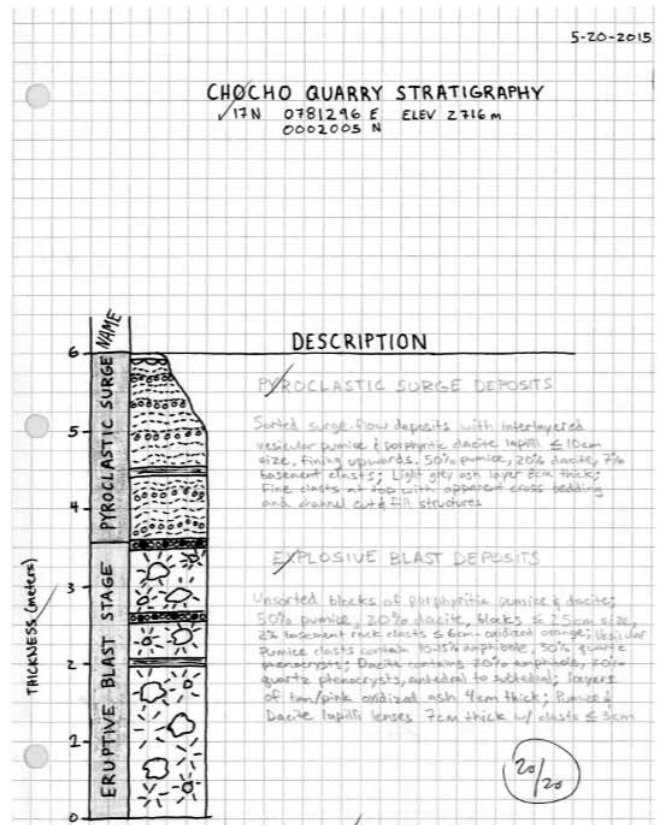 5-20-2015
CHOCHO QUARRY STRATIGRAPHY
17N 0781296 E ELEV 2716 m
0002005 N
NAME
DESCRIPTION
6
PYROCLASTIC SURGE
PYROCLASTIC SURGE DEPOSITS
Sorted surge-flow deposits with interlayered
vesicular pumice & porphyritic dacite lapilli ≤ 10cm
size, fining upwards. 50% pumice, 20% dacite, 7%
basement clasts; Light grey ash layer 8cm thick;
Fine clasts at top with apparent cross bedding
and channel cut & fill structures
5
4
EXPLOSIVE BLAST DEPOSITS
Unsorted blocks of porphyritic pumice & dacite;
50% pumice, 20% dacite, blocks ≤ 25cm size,
2% basement rock clasts ≤ 6cm oxidized orange; Vesicular
Pumice clasts contain 10-15% amphibole, 30% quartz
phenocrysts; Dacite contains 20% amphibole, 20%
quartz phenocrysts, anhedral to subhedral; layers
of tan/pink oxidized ash 4cm thick; Pumice &
Dacite lapilli lenses 7cm thick w/ clasts ≤ 3cm
THICKNESS (meters)
3
ERUPTIVE BLAST STAGE
2
1
0
20/20